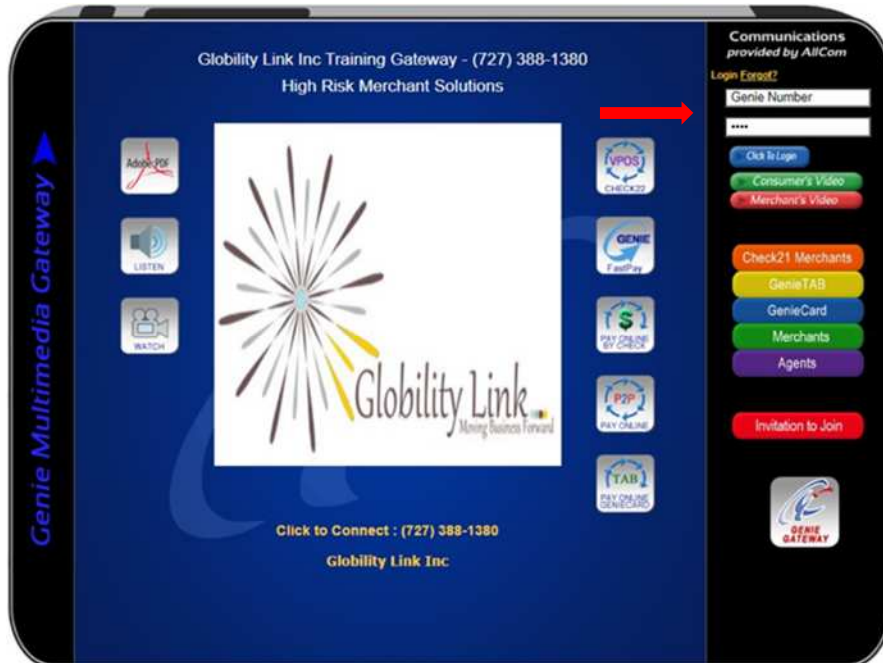 Genie Multimedia Gateway
Globility Link Inc Training Gateway - (727) 388-1380
High Risk Merchant Solutions
Adobe PDF
LISTEN
WATCH
Globility Link
Moving Business Forward
VPOS
CHECK22
GENIE
FastPay
$
PAY ONLINE
BY CHECK
P2P
PAY ONLINE
TAB
PAY ONLINE
GENIECARD
Click to Connect : (727) 388-1380
Globility Link Inc
Communications
provided by AllCom
Login Forgot?
Genie Number
••••
Click To Login
Consumer's Video
Merchant's Video
Check21 Merchants
GenieTAB
GenieCard
Merchants
Agents
Invitation to Join
GENIE
GATEWAY